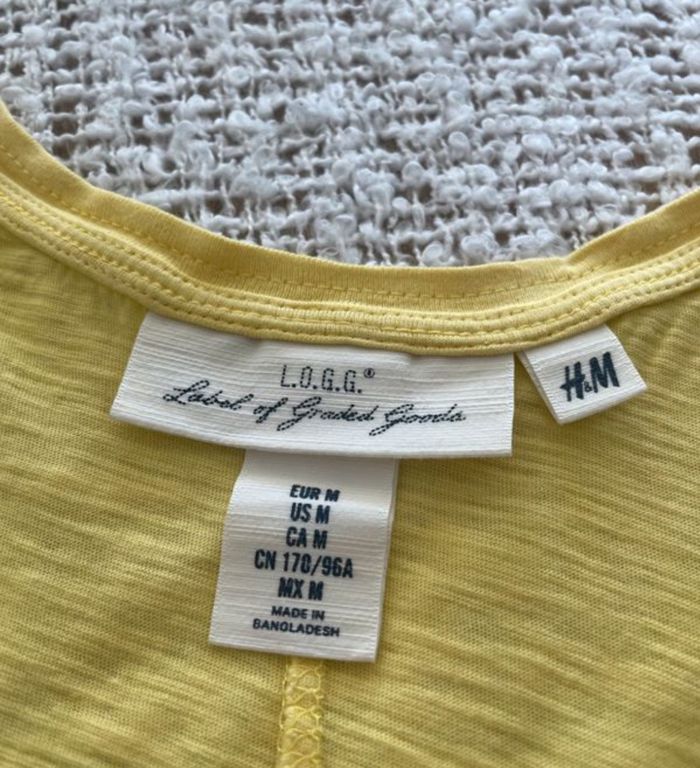 L.O.G.G.®
Label of Graded Goods
H&M
EUR M
US M
CA M
CN 170/96A
MX M
MADE IN
BANGLADESH